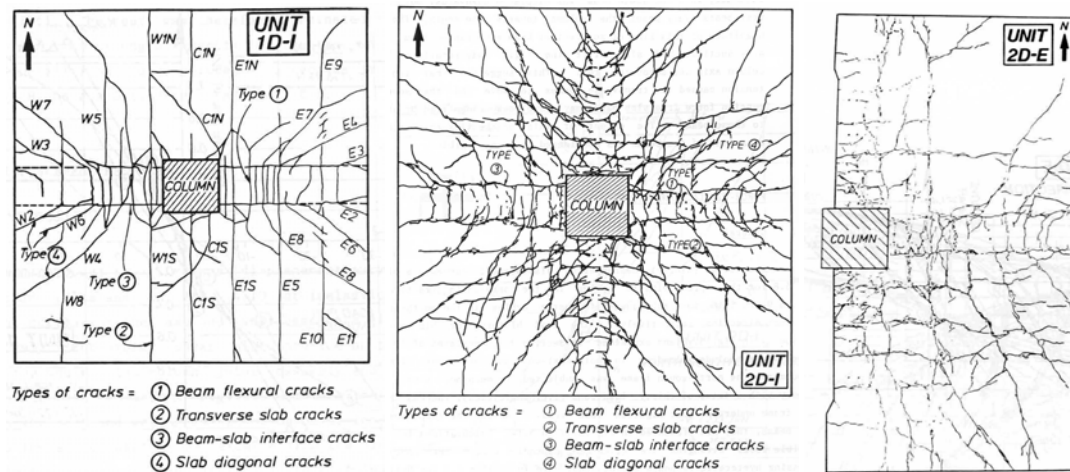 N
UNIT
1D-I
W1N
C1N
E1N
E9
Type ①
W7
W5
C1N
E7
E4
W3
E3
COLUMN
W2
W6
E2
Type ④
W4
W1S
C1S
E8
E6
E8
Type ③
W8
C1S
E1S
E5
Type ②
E10
E11
Types of cracks = ① Beam flexural cracks
② Transverse slab cracks
③ Beam-slab interface cracks
④ Slab diagonal cracks
N
TYPE ③
TYPE ④
TYPE ①
COLUMN
TYPE ②
UNIT
2D-I
Types of cracks = ① Beam flexural cracks
② Transverse slab cracks
③ Beam-slab interface cracks
④ Slab diagonal cracks
UNIT
2D-E
N
COLUMN